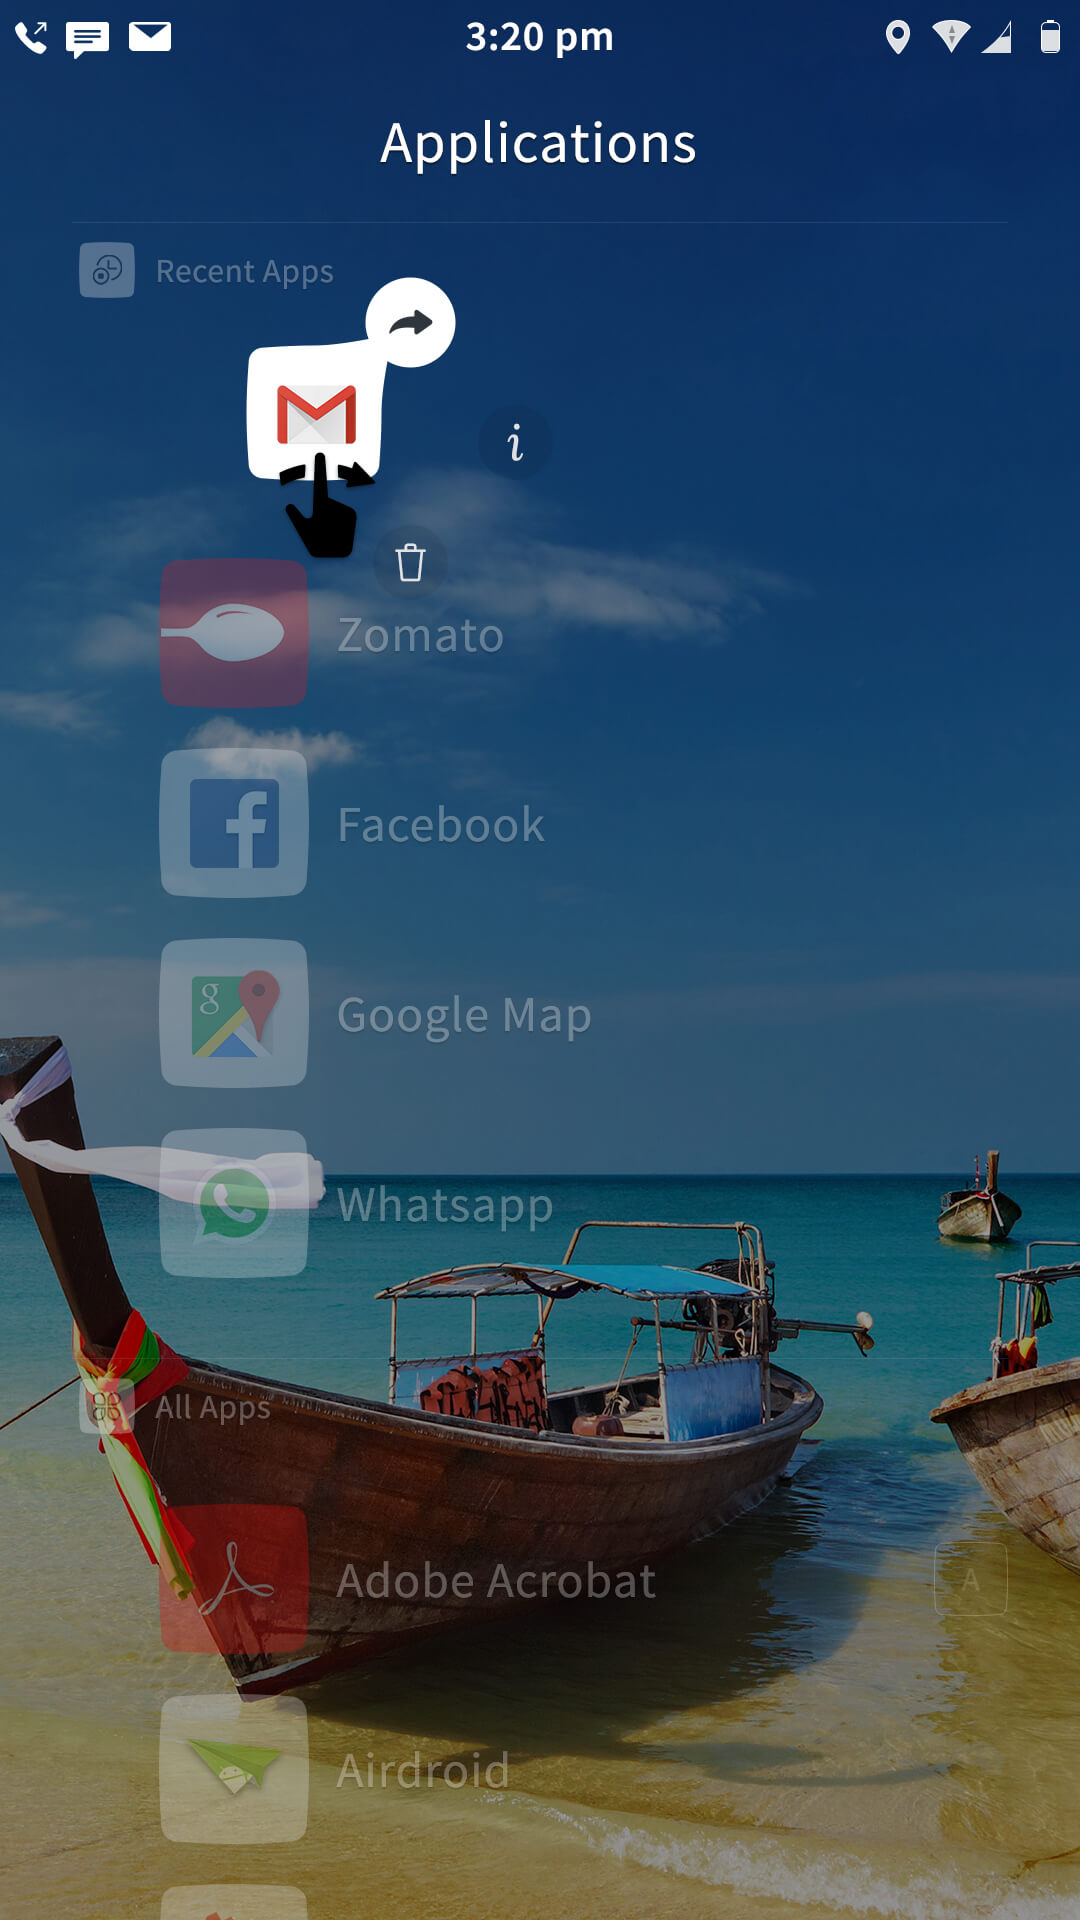 3:20 pm
Applications
Recent Apps
i
Zomato
Facebook
g
Google Map
Whatsapp
All Apps
Adobe Acrobat
A
Airdroid